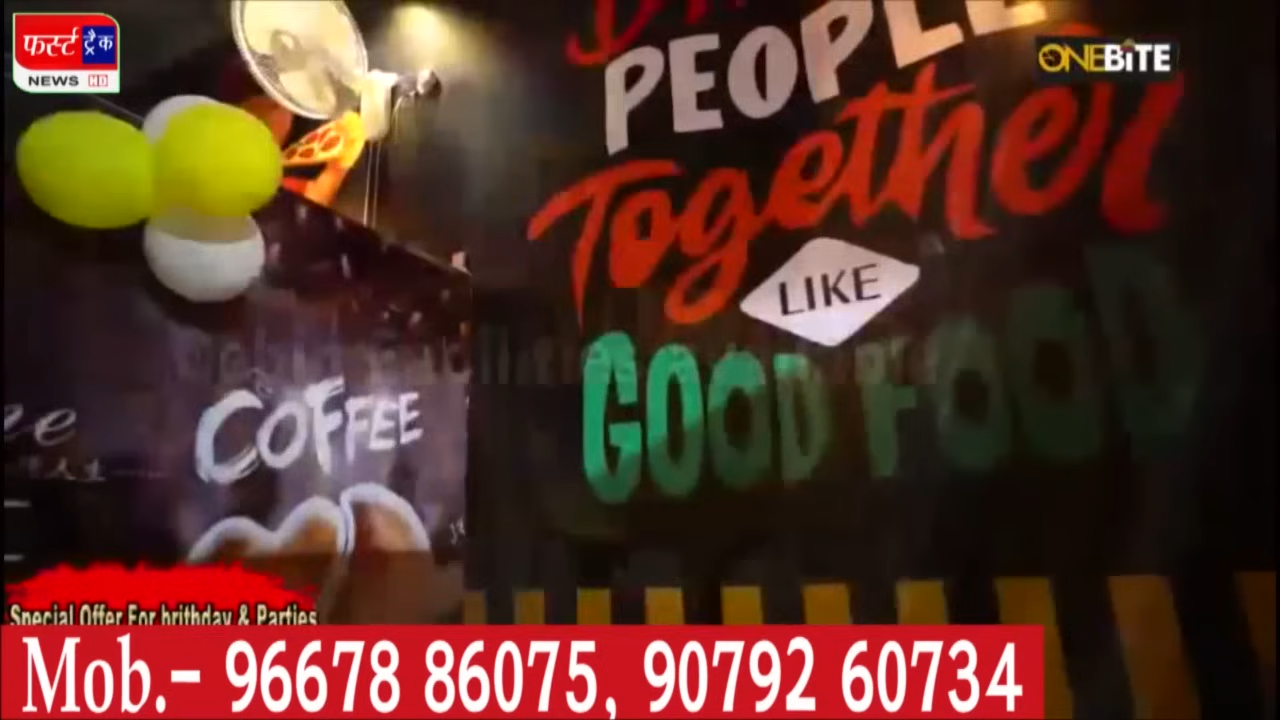 फर्स्ट ट्रैक
NEWS HD
ONEBITE
PEOPLE
Together
LIKE
GOOD FOOD
COFFEE
Special Offer For brithday & Parties
Mob.- 96678 86075, 90792 60734